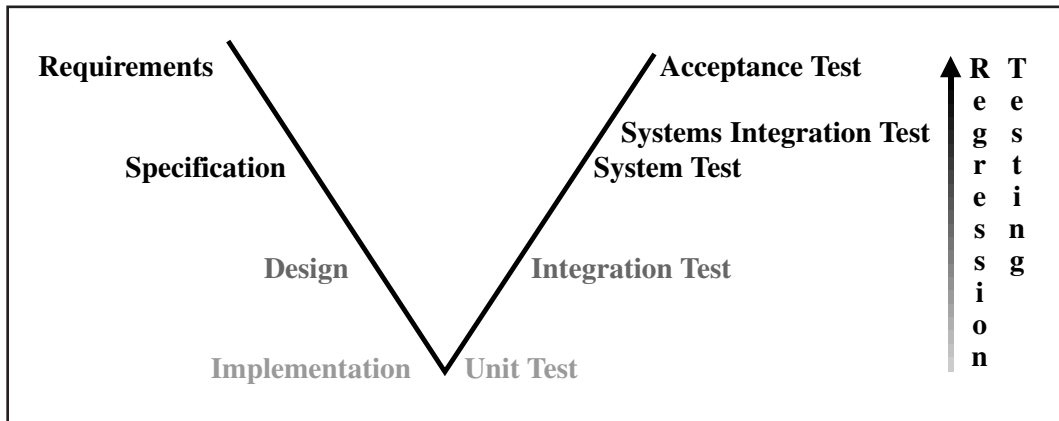 Requirements
Acceptance Test
Systems Integration Test
Specification
System Test
Design
Integration Test
Implementation
Unit Test
Regression
Testing